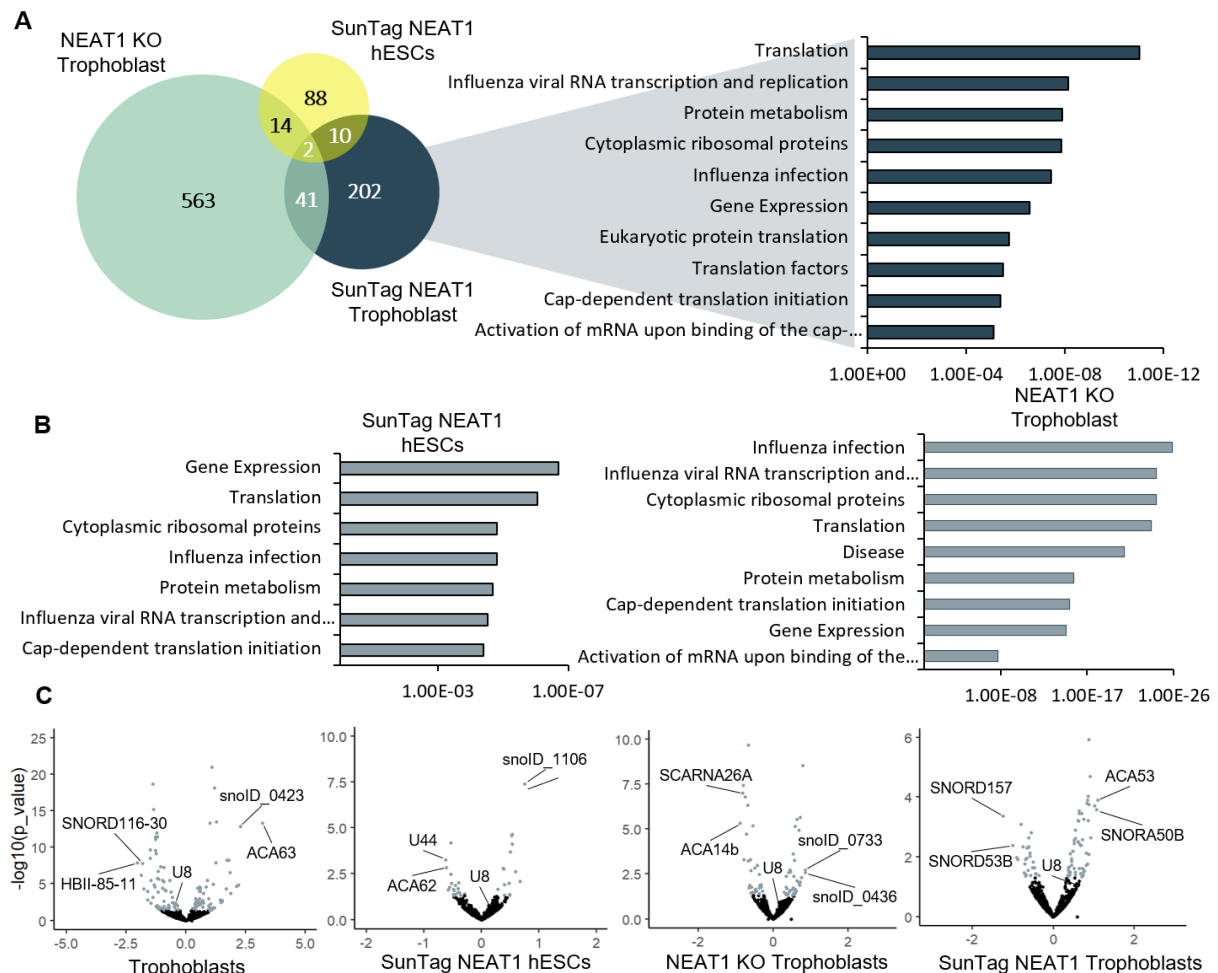 A
NEAT1 KO
Trophoblast
SunTag NEAT1
hESCs
88
14
10
2
563
41
202
SunTag NEAT1
Trophoblast
Translation
Influenza viral RNA transcription and replication
Protein metabolism
Cytoplasmic ribosomal proteins
Influenza infection
Gene Expression
Eukaryotic protein translation
Translation factors
Cap-dependent translation initiation
Activation of mRNA upon binding of the cap-...
1.00E+00 1.00E-04 1.00E-08 1.00E-12
B
SunTag NEAT1
hESCs
Gene Expression
Translation
Cytoplasmic ribosomal proteins
Influenza infection
Protein metabolism
Influenza viral RNA transcription and...
Cap-dependent translation initiation
1.00E-03 1.00E-07
NEAT1 KO
Trophoblast
Influenza infection
Influenza viral RNA transcription and...
Cytoplasmic ribosomal proteins
Translation
Disease
Protein metabolism
Cap-dependent translation initiation
Gene Expression
Activation of mRNA upon binding of the...
1.00E-08 1.00E-17 1.00E-26
C
-log10(p_value)
25
20
15
10
5
0
snoID_0423
SNORD116-30
ACA63
U8
HBII-85-11
-5.0 -2.5 0.0 2.5 5.0
Trophoblasts
10.0
7.5
5.0
2.5
0.0
snoID_1106
U44
ACA62
U8
-2 -1 0 1 2
SunTag NEAT1 hESCs
10.0
7.5
5.0
2.5
0.0
SCARNA26A
ACA14b
snoID_0733
U8
snoID_0436
-2 0 2
NEAT1 KO Trophoblasts
6
4
2
0
SNORD157
ACA53
SNORA50B
SNORD53B
U8
-2 0 2
SunTag NEAT1 Trophoblasts